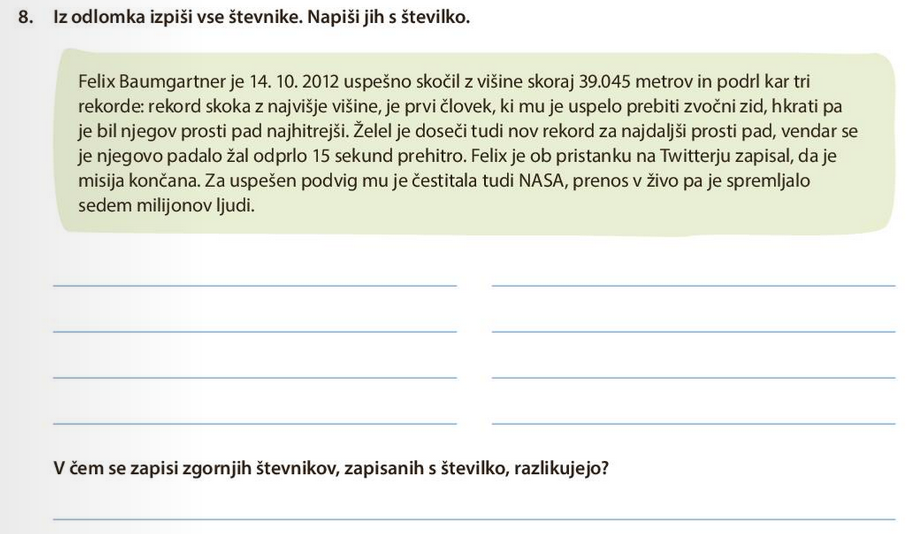 8. Iz odlomka izpiši vse števnike. Napiši jih s številko.
Felix Baumgartner je 14. 10. 2012 uspešno skočil z višine skoraj 39.045 metrov in podrl kar tri
rekorde: rekord skoka z najvišje višine, je prvi človek, ki mu je uspelo prebiti zvočni zid, hkrati pa
je bil njegov prosti pad najhitrejši. Želel je doseči tudi nov rekord za najdaljši prosti pad, vendar se
je njegovo padalo žal odprlo 15 sekund prehitro. Felix je ob pristanku na Twitterju zapisal, da je
misija končana. Za uspešen podvig mu je čestitala tudi NASA, prenos v živo pa je spremljalo
sedem milijonov ljudi.
V čem se zapisi zgornjih števnikov, zapisanih s številko, razlikujejo?